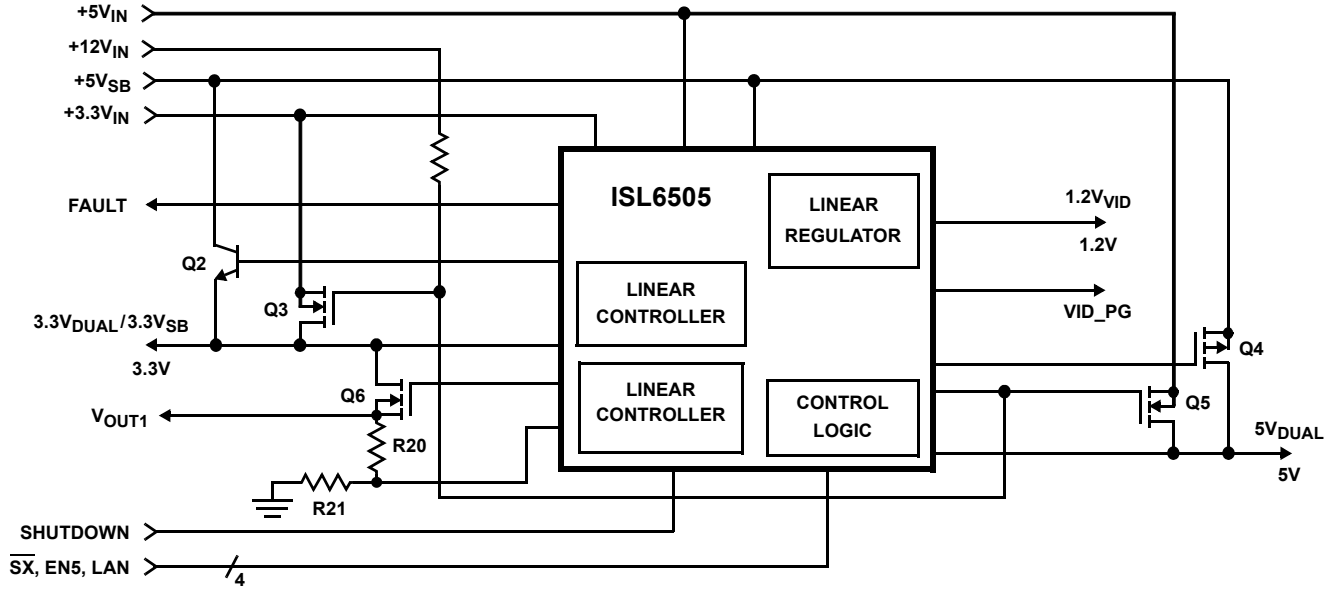 +5VIN
+12VIN
+5VSB
+3.3VIN
FAULT
ISL6505
LINEAR
REGULATOR
1.2VVID
1.2V
Q2
LINEAR
CONTROLLER
Q3
VID_PG
3.3VDUAL/3.3VSB
3.3V
Q4
Q6
LINEAR
CONTROLLER
CONTROL
LOGIC
Q5
VOUT1
R20
5VDUAL
5V
R21
SHUTDOWN
S̅X̅, EN5, LAN
4